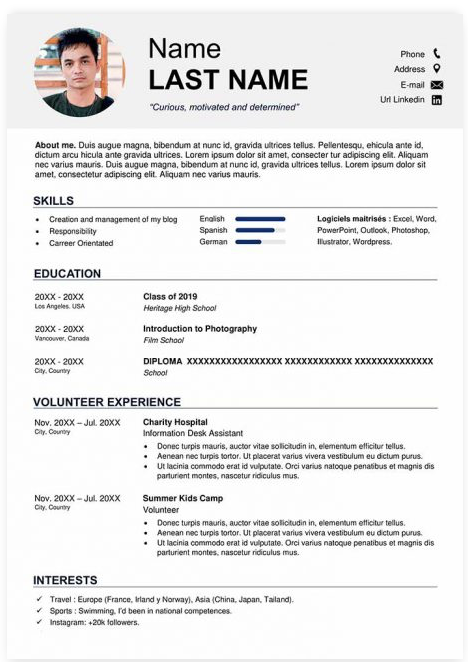 Name
LAST NAME
"Curious, motivated and determined"
Phone
Address
E-mail
Url Linkedin
in
About me. Duis augue magna, bibendum at nunc id, gravida ultrices tellus. Pellentesqu, ehicula ante id,
dictum arcu hicula ante gravida ultrices. Lorem ipsum dolor sit amet, consecter tur adipiscing elit. Aliquam
nec varius magnis diam. Duis augue magna, bibendum at nunc id, gravida ultrices tellus. Lorem ipsum dolor sit
amet, consectetur adipiscing elit. Aliquam nec varius mi.
SKILLS
• Creation and management of my blog
• Responsibility
• Carreer Orientated
English
Spanish
German
Logiciels maitrisés : Excel, Word,
PowerPoint, Outlook, Photoshop,
Illustrator, Wordpress.
EDUCATION
20XX - 20XX Class of 2019
Los Angeles. USA Heritage High School
20XX - 20XX Introduction to Photography
Vancouver, Canada Film School
20XX - 20XX DIPLOMA XXXXXXXXXXXXXXXXX XXXXXXXXXXXX XXXXXXXXXXXXXX
City, Country School
VOLUNTEER EXPERIENCE
Nov. 20XX – Jul. 20XX Charity Hospital
City, Country Information Desk Assistant
• Donec turpis mauris, auctor vitae sollicitudin in, elementum efficitur tellus.
• Aenean nec turpis tortor. Ut placerat varius euismod vestibulum eu dictum purus.
• Ut lacinia commodo erat id vulputate. Orci varius natoque penatibus et magnis dis
parturient montes, nascetur ridiculus mus.
Nov. 20XX – Jul. 20XX Summer Kids Camp
City, Country Volunteer
• Donec turpis mauris, auctor vitae sollicitudin in, elementum efficitur tellus.
• Aenean nec turpis tortor. Ut placerat varius euismod vestibulum eu dictum purus.
• Ut lacinia commodo erat id vulputate. Orci varius natoque penatibus et magnis dis
parturient montes, nascetur ridiculus mus.
INTERESTS
✓ Travel : Europe (France, Irland y Norway), Asia (China, Japan, Tailand).
✓ Sports : Swimming, I'd been in national competences.
✓ Instagram: +20k followers.